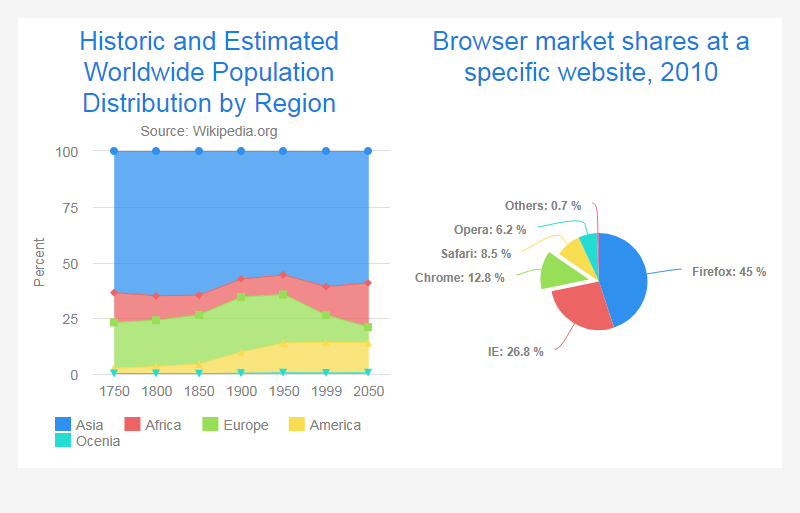 Historic and Estimated
Worldwide Population
Distribution by Region
Source: Wikipedia.org
Percent
100
75
50
25
0
1750 1800 1850 1900 1950 1999 2050
Asia Africa Europe America
Ocenia
Browser market shares at a
specific website, 2010
Others: 0.7 %
Opera: 6.2 %
Safari: 8.5 %
Chrome: 12.8 %
Firefox: 45 %
IE: 26.8 %